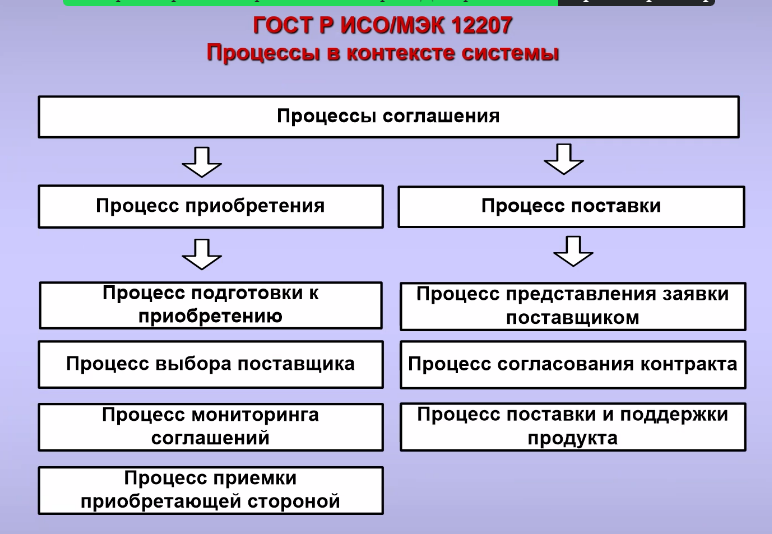 ГОСТ Р ИСО/МЭК 12207
Процессы в контексте системы
Процессы соглашения
Процесс приобретения
Процесс поставки
Процесс подготовки к
приобретению
Процесс представления заявки
поставщиком
Процесс выбора поставщика
Процесс согласования контракта
Процесс мониторинга
соглашений
Процесс поставки и поддержки
продукта
Процесс приемки
приобретающей стороной